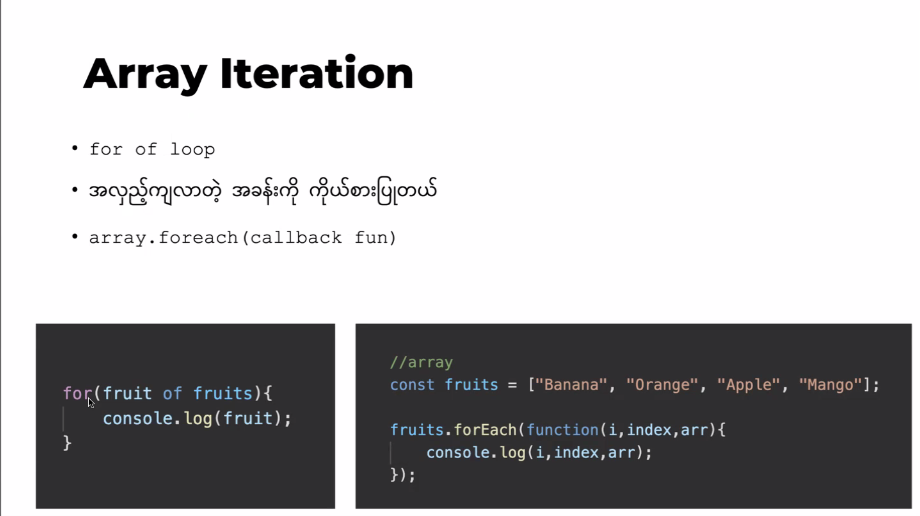 Array Iteration
• for of loop
• အလှည့်ကျလာတဲ့ အခန်းကို ကိုယ်စားပြုတယ်
• array.foreach(callback fun)
for(fruit of fruits){
console.log(fruit);
}
//array
const fruits = ["Banana", "Orange", "Apple", "Mango"];
fruits.forEach(function(i,index,arr){
console.log(i,index,arr);
});